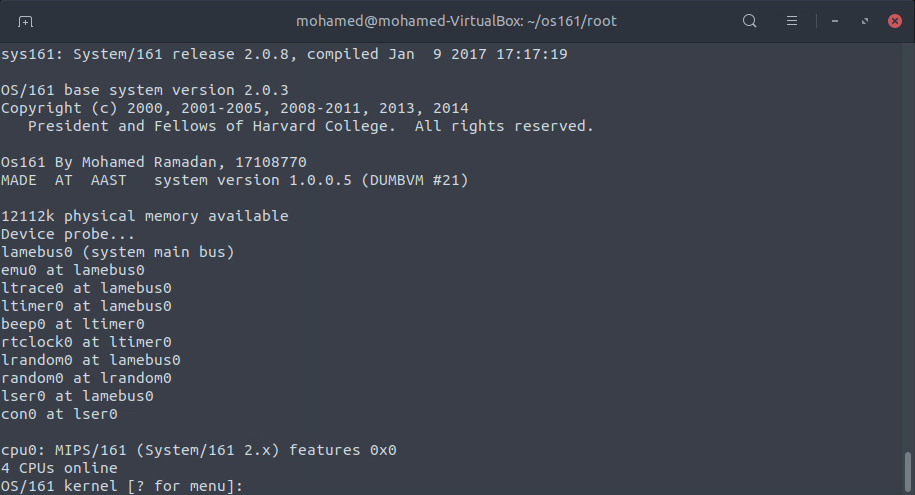 mohamed@mohamed-VirtualBox: ~/os161/root
sys161: System/161 release 2.0.8, compiled Jan  9 2017 17:17:19
OS/161 base system version 2.0.3
Copyright (c) 2000, 2001-2005, 2008-2011, 2013, 2014
   President and Fellows of Harvard College.  All rights reserved.
Os161 By Mohamed Ramadan, 17108770
MADE  AT  AAST   system version 1.0.0.5 (DUMBVM #21)
12112k physical memory available
Device probe...
lamebus0 (system main bus)
emu0 at lamebus0
ltrace0 at lamebus0
ltimer0 at lamebus0
beep0 at ltimer0
rtclock0 at ltimer0
lrandom0 at lamebus0
random0 at lrandom0
lser0 at lamebus0
con0 at lser0
cpu0: MIPS/161 (System/161 2.x) features 0x0
4 CPUs online
OS/161 kernel [? for menu]: